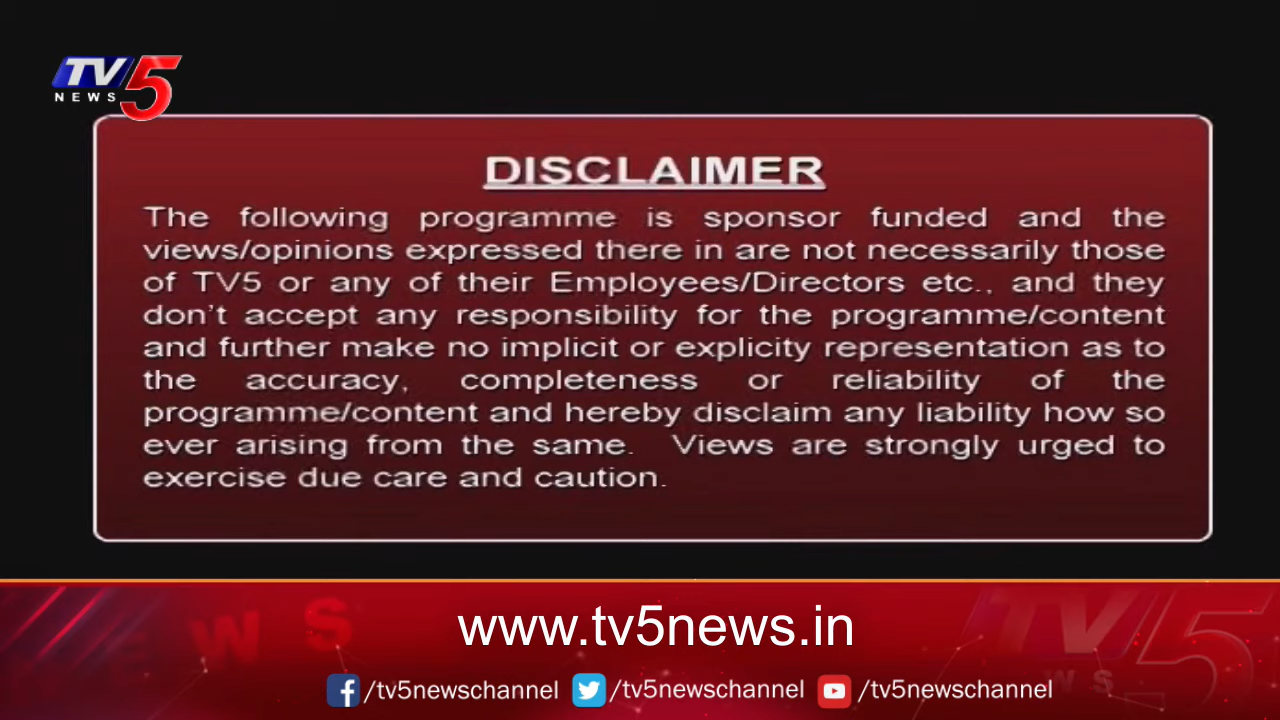 TV5
NEWS
DISCLAIMER
The following programme is sponsor funded and the
views/opinions expressed there in are not necessarily those
of TV5 or any of their Employees/Directors etc., and they
don't accept any responsibility for the programme/content
and further make no implicit or explicity representation as to
the accuracy, completeness or reliability of the
programme/content and hereby disclaim any liability how so
ever arising from the same. Views are strongly urged to
exercise due care and caution.
www.tv5news.in
/tv5newschannel /tv5newschannel /tv5newschannel